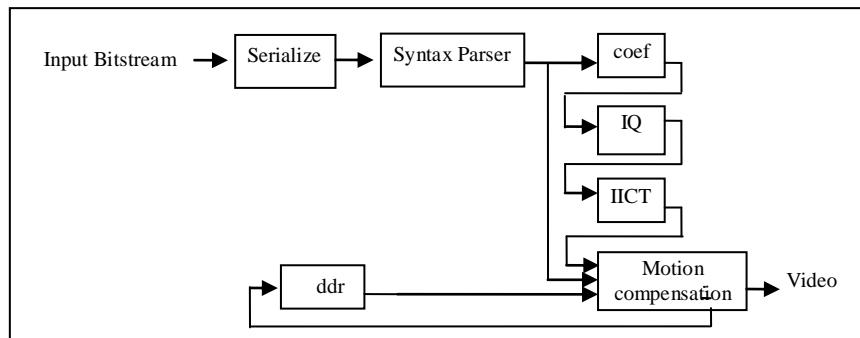 Input Bitstream
Serialize
Syntax Parser
coef
IQ
IICT
ddr
Motion
compensation
Video